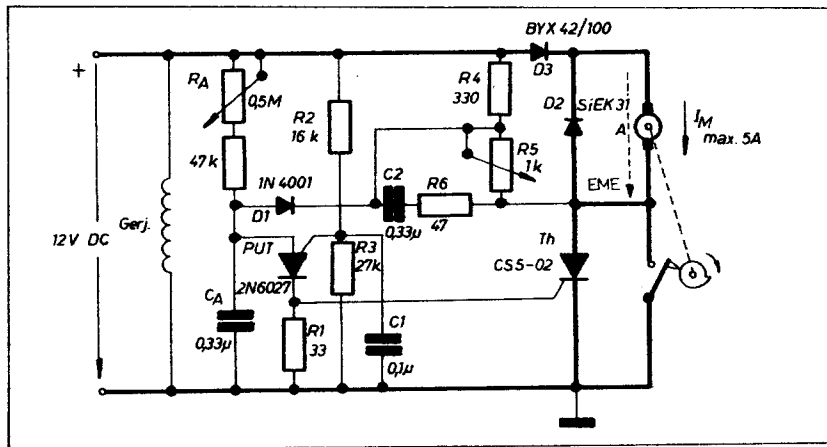 BYX 42/100
+
R_A
0,5M
R2
16 k
R4
330
D3
D2
SiEK 31
A
I_M
max. 5A
47 k
1N 4001
D1
C2
0,33µ
R6
47
R5
1k
EME
Gerj.
12 V DC
PUT
2N6027
R3
27k
Th
CS5-02
C_A
0,33µ
R1
33
C1
0,1µ